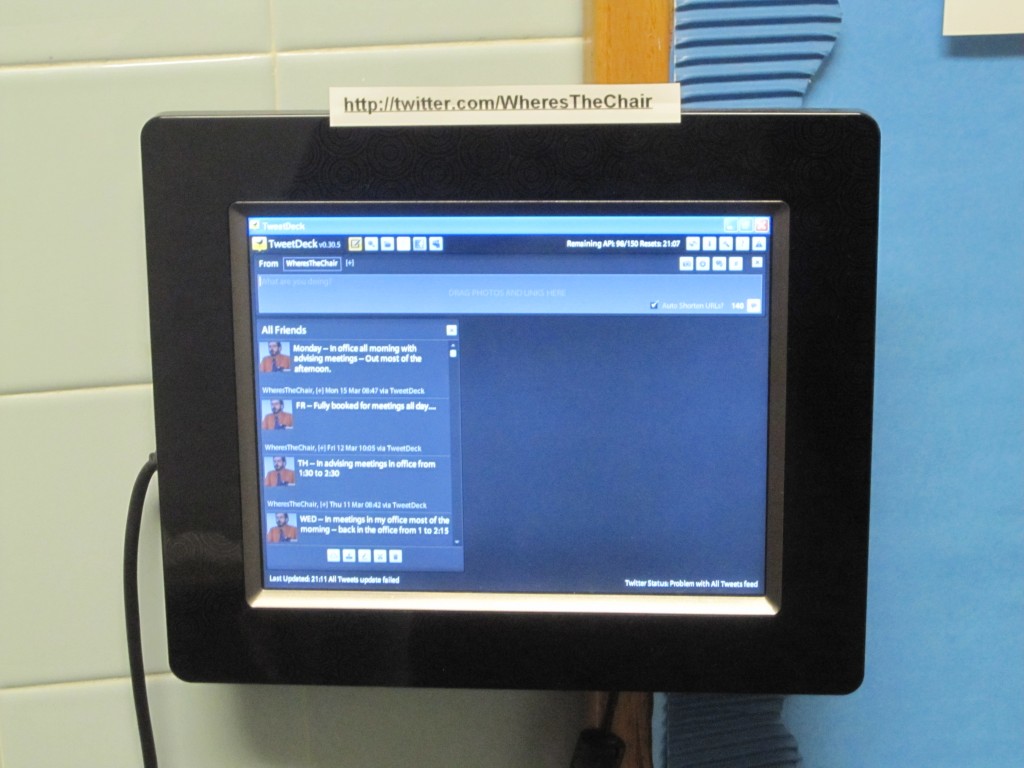 http://twitter.com/WheresTheChair
TweetDeck
TweetDeck v0.30.5
Remaining API: 98/150 Resets: 21:07
From WheresTheChair [+]
What are you doing?
DRAG PHOTOS AND LINKS HERE
Auto Shorten URLs? 140
All Friends
Monday -- In office all morning with
advising meetings -- Out most of the
afternoon.
WheresTheChair, [+] Mon 15 Mar 08:47 via TweetDeck
FR -- Fully booked for meetings all day....
WheresTheChair, [+] Fri 12 Mar 10:05 via TweetDeck
TH -- In advising meetings in office from
1:30 to 2:30
WheresTheChair, [+] Thu 11 Mar 08:42 via TweetDeck
WED -- In meetings in my office most of the
morning -- back in the office from 1 to 2:15
Last Updated: 21:11 All Tweets update failed
Twitter Status: Problem with All Tweets feed